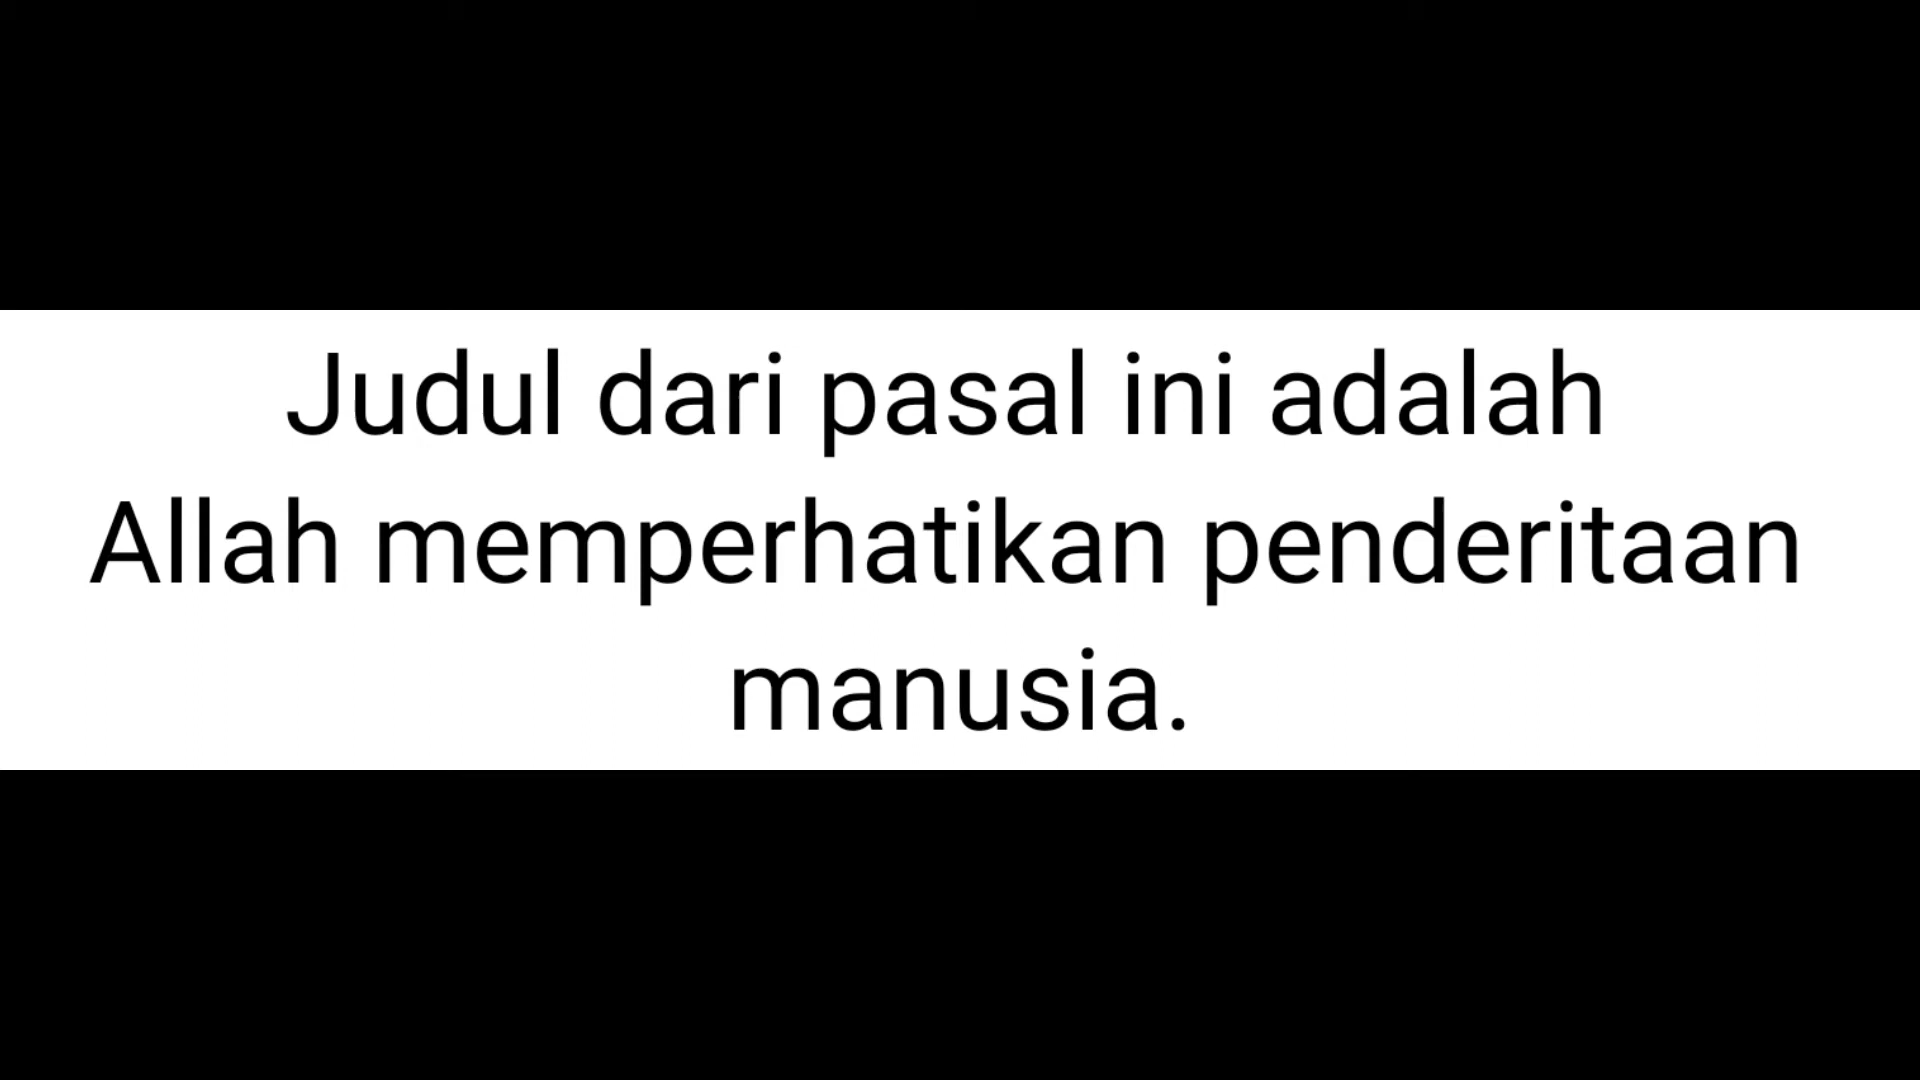 Judul dari pasal ini adalah
Allah memperhatikan penderitaan
manusia.